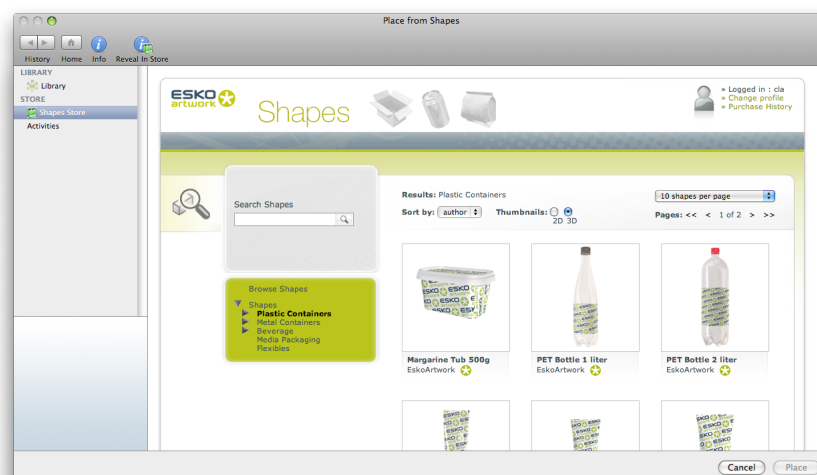 Place from Shapes
History Home Info Reveal In Store
LIBRARY
Library
STORE
Shapes Store
Activities
ESKO
artwork
Shapes
» Logged in : cla
» Change profile
» Purchase History
Search Shapes
Results: Plastic Containers
10 shapes per page
Sort by: author Thumbnails: 2D 3D
Pages: << < 1 of 2 > >>
Browse Shapes
Shapes
Plastic Containers
Metal Containers
Beverage
Media Packaging
Flexibles
Margarine Tub 500g
EskoArtwork
PET Bottle 1 liter
EskoArtwork
PET Bottle 2 liter
EskoArtwork
Cancel Place